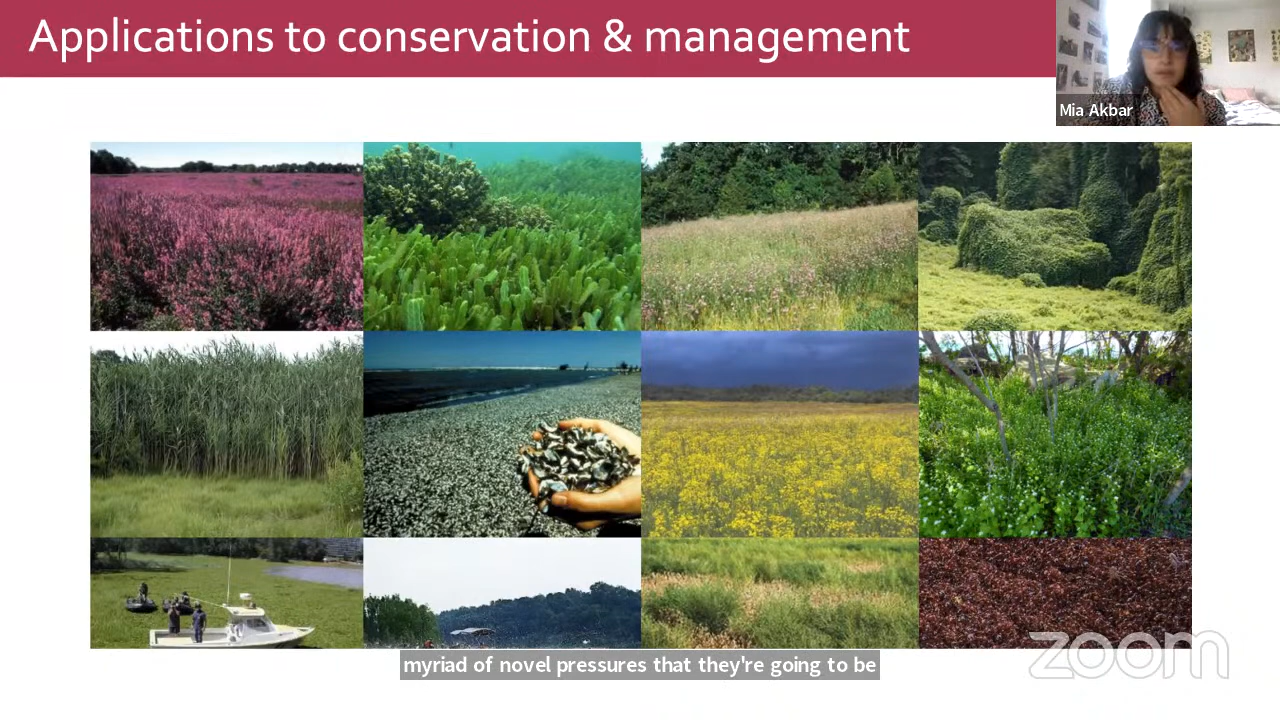 Applications to conservation & management
Mia Akbar
myriad of novel pressures that they're going to be
zoom